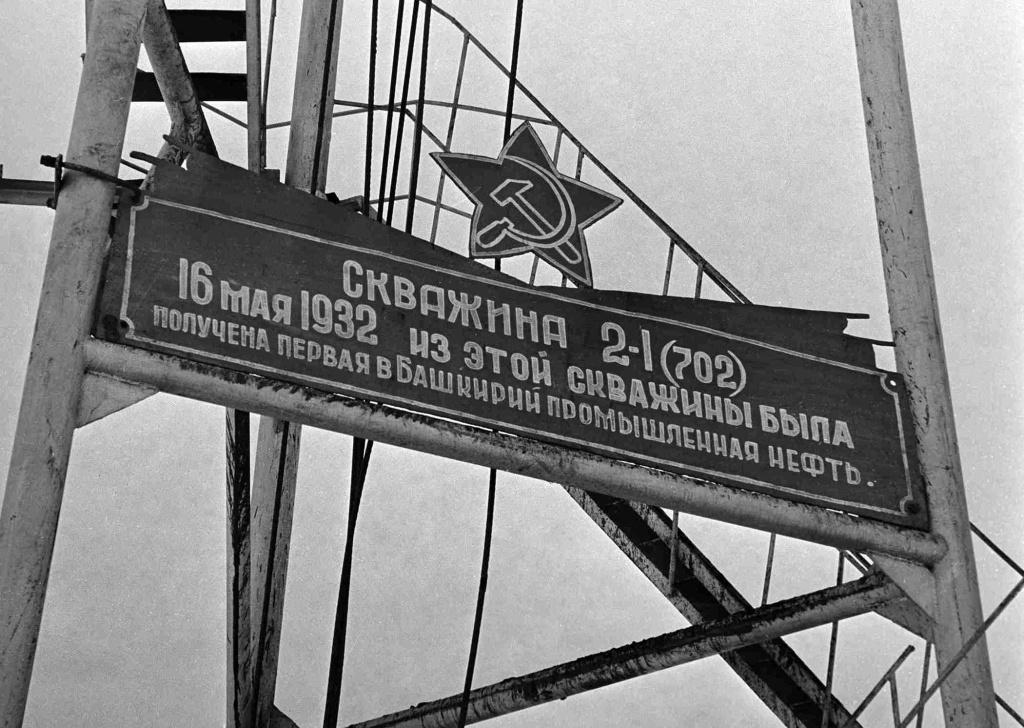 СКВАЖИНА 2-1 (702)
16 МАЯ 1932 ИЗ ЭТОЙ СКВАЖИНЫ БЫЛА
ПОЛУЧЕНА ПЕРВАЯ В БАШКИРИЙ ПРОМЫШЛЕННАЯ НЕФТЬ.